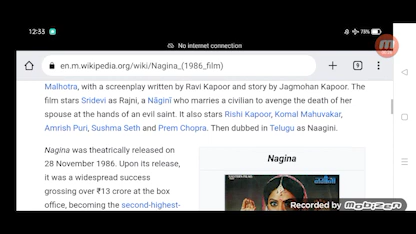 12:33
73%
No internet connection
en.m.wikipedia.org/wiki/Nagina_(1986_film)
9
Malhotra, with a screenplay written by Ravi Kapoor and story by Jagmohan Kapoor. The
film stars Sridevi as Rajni, a Nāginī who marries a civilian to avenge the death of her
spouse at the hands of an evil saint. It also stars Rishi Kapoor, Komal Mahuvakar,
Amrish Puri, Sushma Seth and Prem Chopra. Then dubbed in Telugu as Naagini.
Nagina was theatrically released on
28 November 1986. Upon its release,
it was a widespread success
grossing over ₹13 crore at the box
office, becoming the second-highest-
Nagina
Recorded by
mobizen